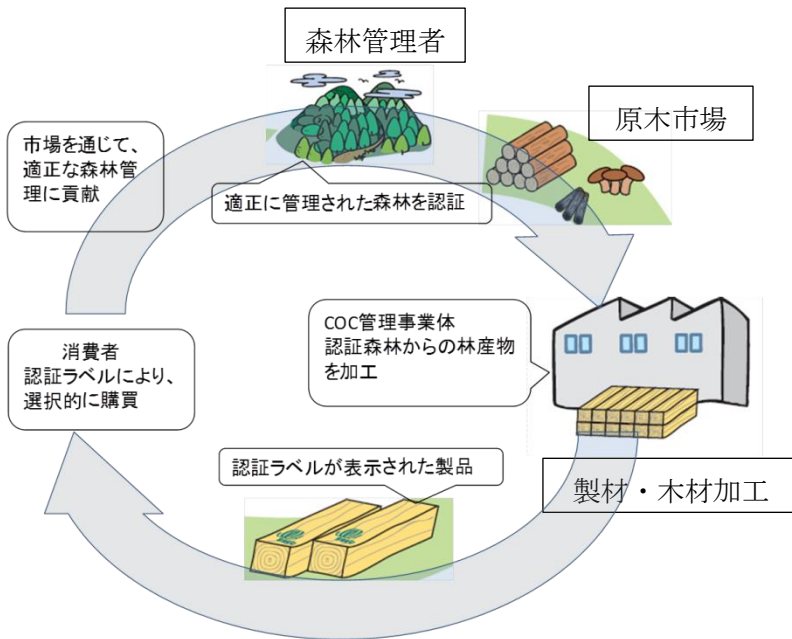 森林管理者
原木市場
市場を通じて、
適正な森林管
理に貢献
適正に管理された森林を認証
COC管理事業体
認証森林からの林産物
を加工
消費者
認証ラベルにより、
選択的に購買
認証ラベルが表示された製品
製材・木材加工